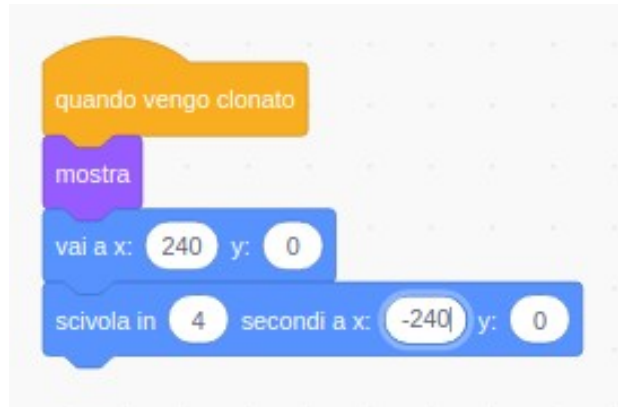 quando vengo clonato
mostra
vai a x: 240 y: 0
scivola in 4 secondi a x: -240 y: 0